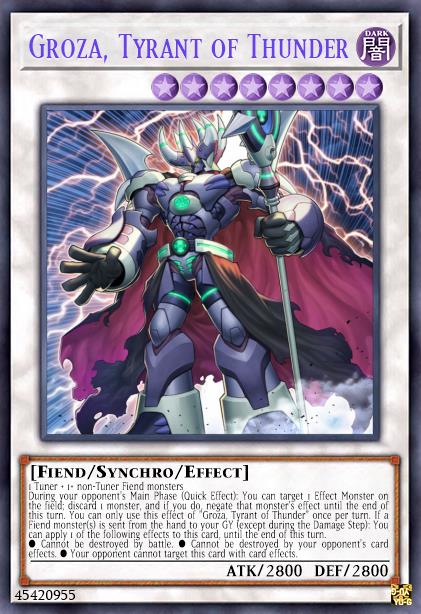 GROZA, TYRANT OF THUNDER
DARK
闇
[FIEND/SYNCHRO/EFFECT]
1 Tuner + 1+ non-Tuner Fiend monsters
During your opponent's Main Phase (Quick Effect): You can target 1 Effect Monster on
the field; discard 1 monster, and if you do, negate that monster's effect until the end of
this turn. You can only use this effect of "Groza, Tyrant of Thunder" once per turn. If a
Fiend monster(s) is sent from the hand to your GY (except during the Damage Step): You
can apply 1 of the following effects to this card, until the end of this turn.
● Cannot be destroyed by battle. ● Cannot be destroyed by your opponent's card
effects. ● Your opponent cannot target this card with card effects.
ATK/2800 DEF/2800
45420955